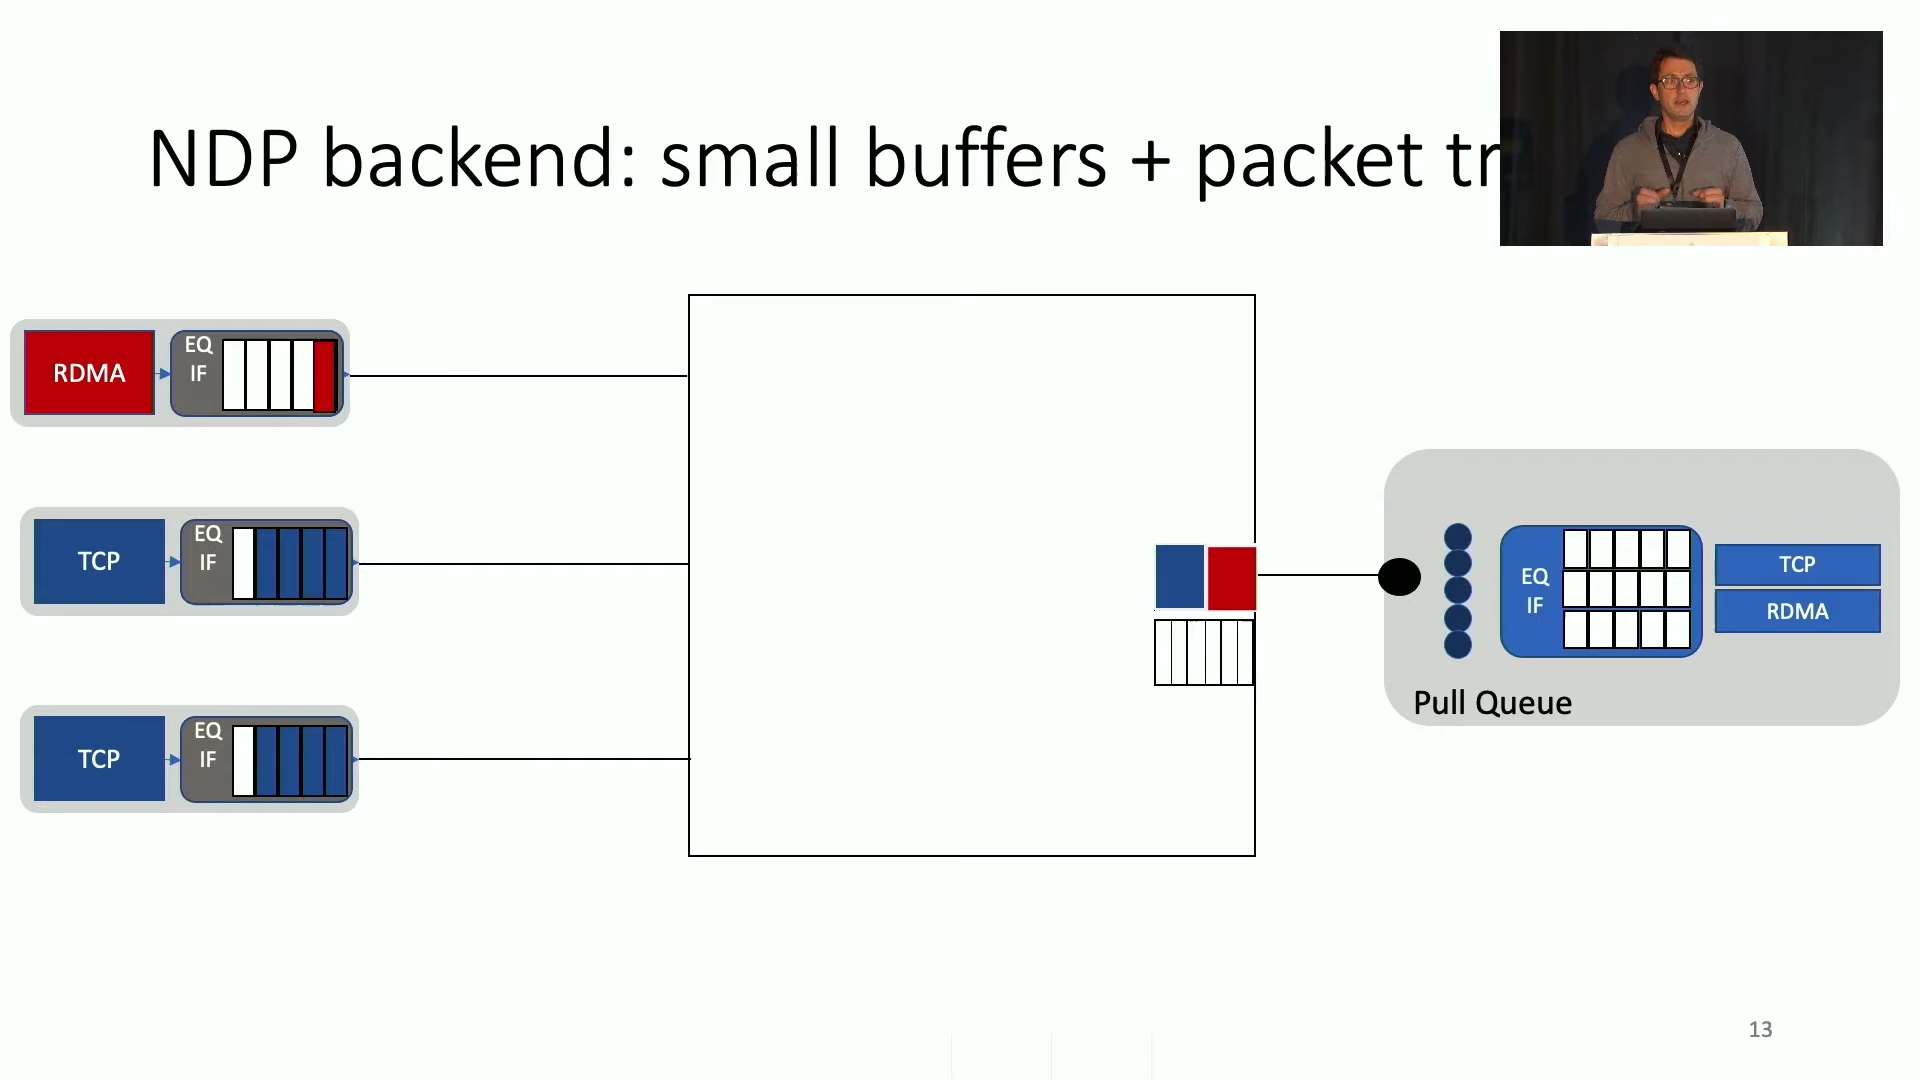 NDP backend: small buffers + packet
RDMA
EQ
IF
TCP
EQ
IF
TCP
EQ
IF
EQ
IF
TCP
RDMA
Pull Queue
13